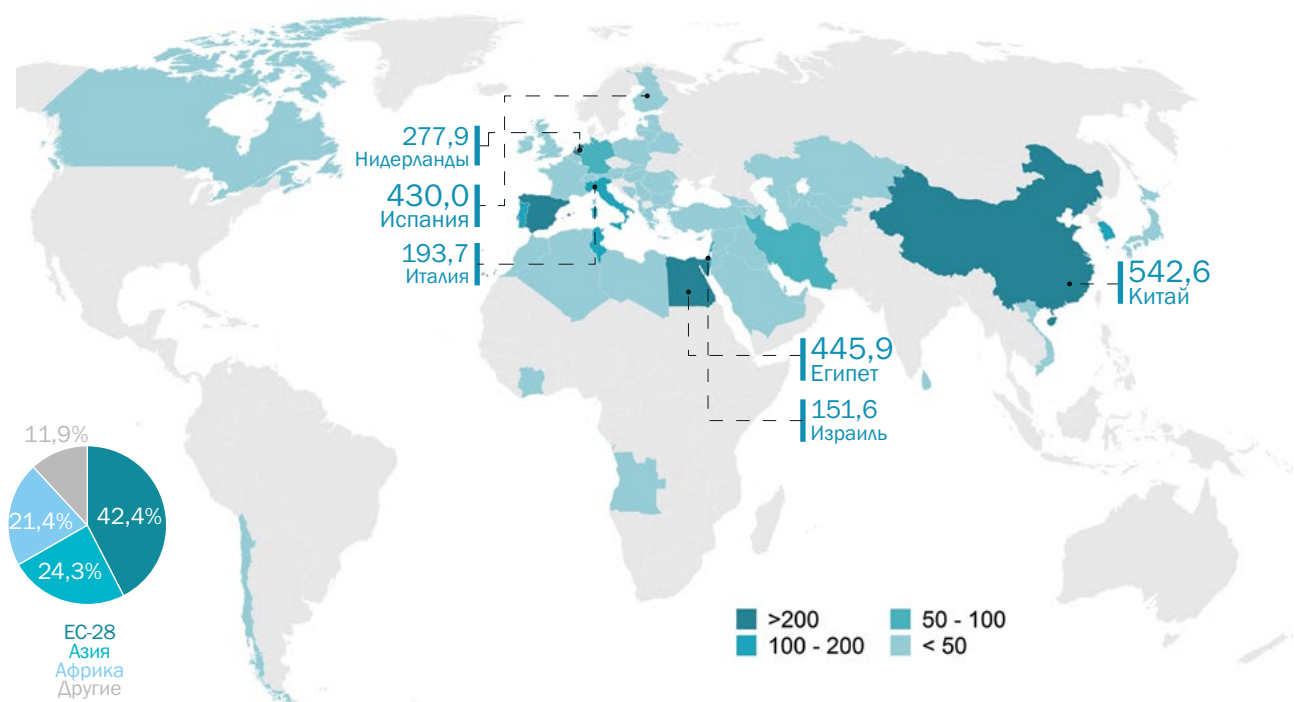 277,9
Нидерланды
430,0
Испания
193,7
Италия
542,6
Китай
445,9
Египет
151,6
Израиль
11,9%
42,4%
21,4%
24,3%
ЕС-28
Азия
Африка
Другие
>200
100 - 200
50 - 100
< 50